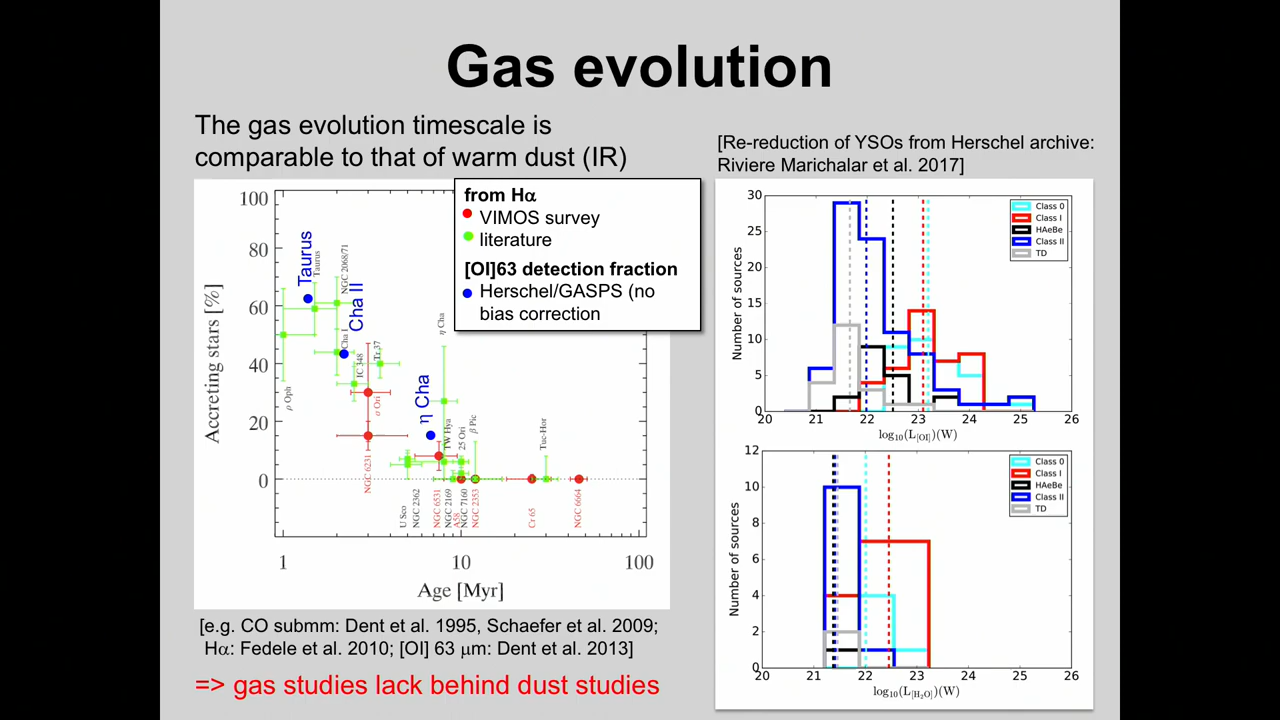 Gas evolution
The gas evolution timescale is
comparable to that of warm dust (IR)
[Re-reduction of YSOs from Herschel archive:
Riviere Marichalar et al. 2017]
from Hα
VIMOS survey
literature
[OI]63 detection fraction
Herschel/GASPS (no
bias correction
Accreting stars [%]
100
80
60
40
20
0
Taurus
Taurus
NGC 2068/71
Cha II
Cha I
ρ Oph
IC 348
Tr 37
σ Ori
NGC 6231
η Cha
η Cha
TW Hya
25 Ori
β Pic
Tuc-Hor
U Sco
NGC 2362
NGC 6531
NGC 2169
A58
NGC 7160
NGC 2353
Cr 65
NGC 6664
1
10
100
Age [Myr]
Number of sources
30
25
20
15
10
5
0
Class 0
Class I
HAeBe
Class II
TD
20 21 22 23 24 25 26
log₁₀(L[OI])(W)
Number of sources
12
10
8
6
4
2
0
Class 0
Class I
HAeBe
Class II
TD
20 21 22 23 24 25 26
log₁₀(L[H₂O])(W)
[e.g. CO submm: Dent et al. 1995, Schaefer et al. 2009;
Hα: Fedele et al. 2010; [OI] 63 μm: Dent et al. 2013]
=> gas studies lack behind dust studies